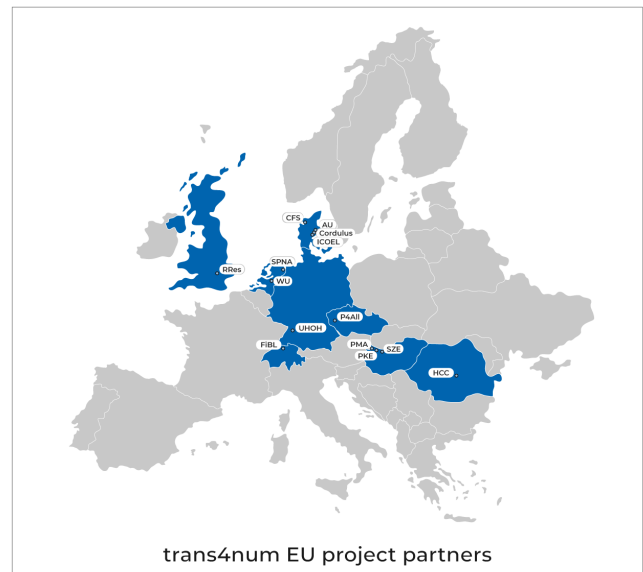 CFS
AU
Cordulus
ICOEL
SPNA
RRes
WU
P4All
UHOH
FiBL
PMA
SZE
PKE
HCC
trans4num EU project partners